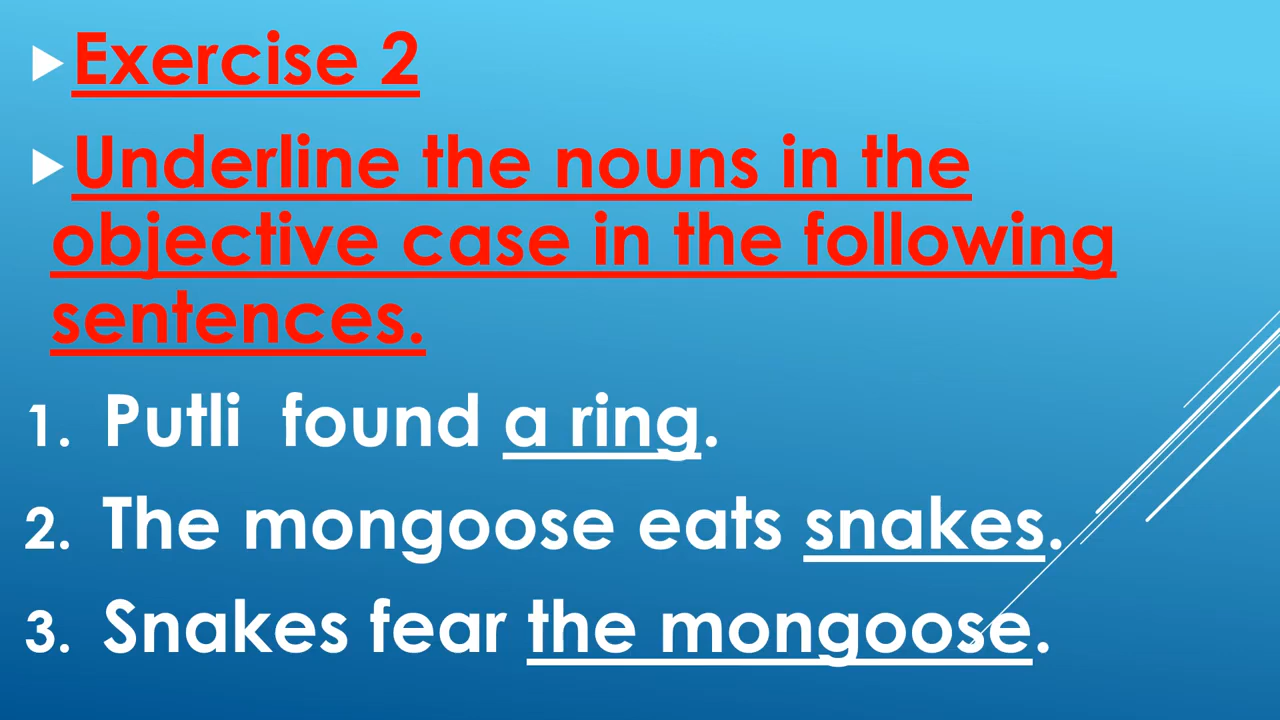 Exercise 2
Underline the nouns in the
objective case in the following
sentences.
1. Putli found a ring.
2. The mongoose eats snakes.
3. Snakes fear the mongoose.